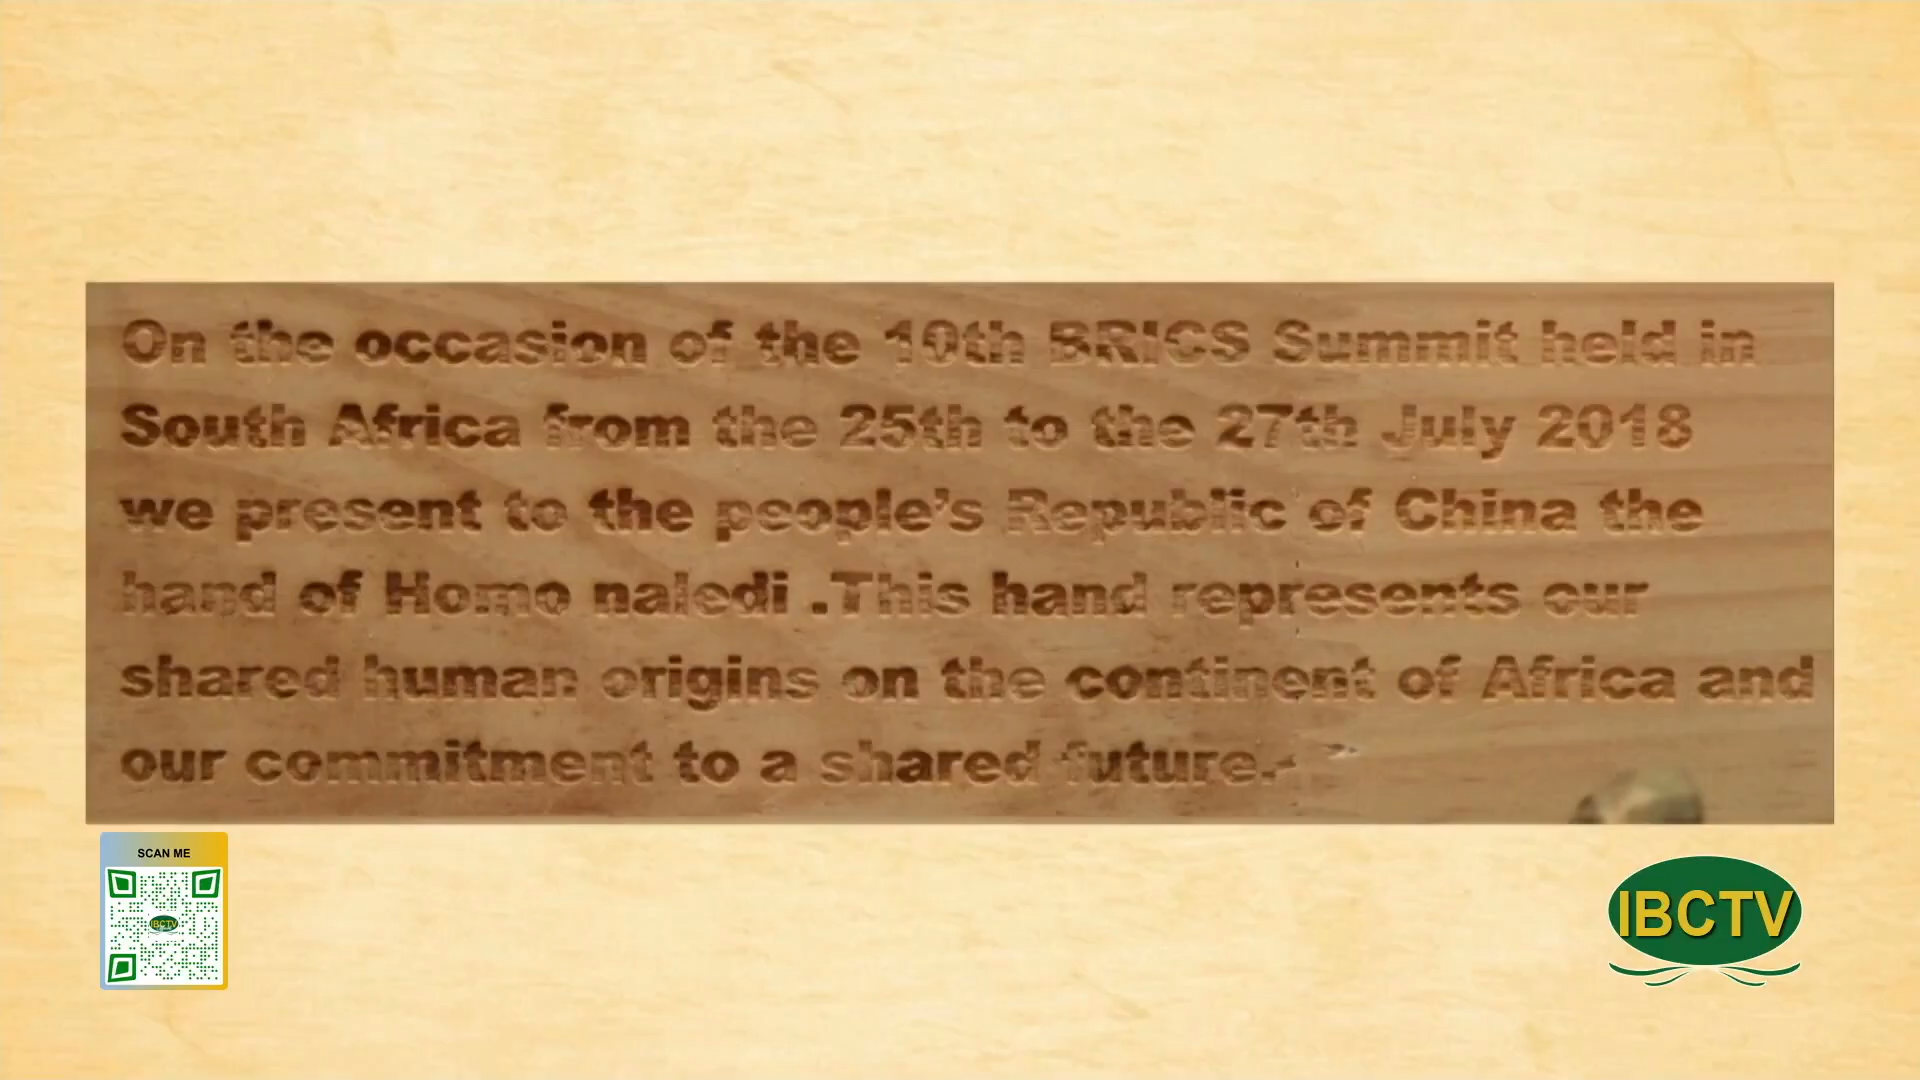 On the occasion of the 10th BRICS Summit held in
South Africa from the 25th to the 27th July 2018
we present to the people's Republic of China the
hand of Homo naledi .This hand represents our
shared human origins on the continent of Africa and
our commitment to a shared future.
SCAN ME
IBCTV
IBCTV